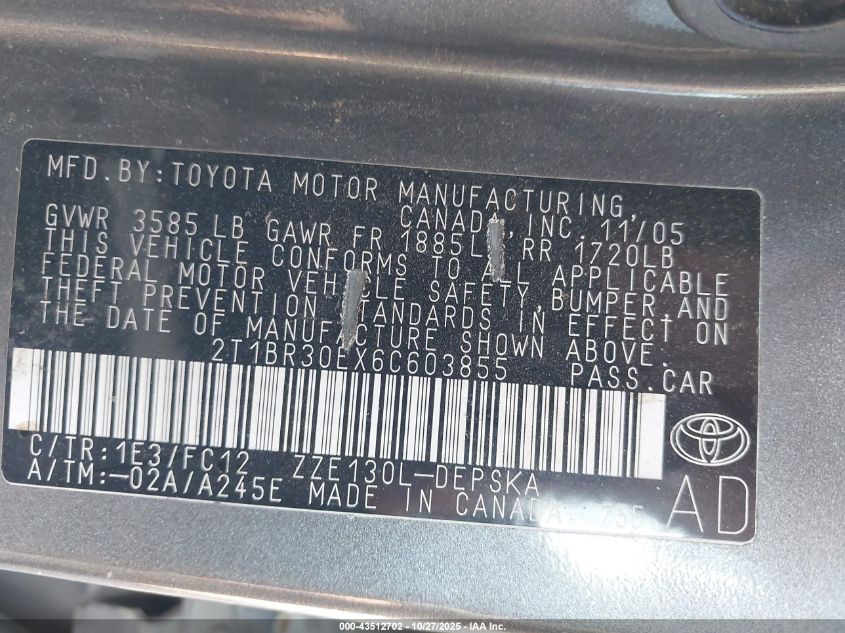 MFD. BY: TOYOTA MOTOR MANUFACTURING,
CANADA, INC. 11/05
GVWR 3585 LB GAWR FR 1885L RR 1720LB
THIS VEHICLE CONFORMS TO ALL APPLICABLE
FEDERAL MOTOR VEHICLE SAFETY, BUMPER, AND
THEFT PREVENTION STANDARDS IN EFFECT ON
THE DATE OF MANUFACTURE SHOWN ABOVE.
2T1BR30EX6C603855 PASS.CAR
C/TR:1E3/FC12 ZZE130L-DEPSKA
A/TM:-02A/A245E MADE IN CANADA
AD
000-43512702 - 10/27/2025 - IAA Inc.